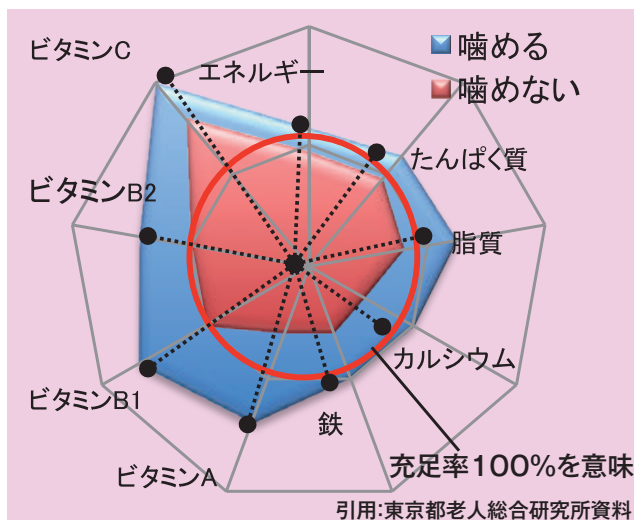 噛める
噛めない
エネルギー
たんぱく質
脂質
カルシウム
鉄
ビタミンA
ビタミンB1
ビタミンB2
ビタミンC
充足率100%を意味
引用:東京都老人総合研究所資料